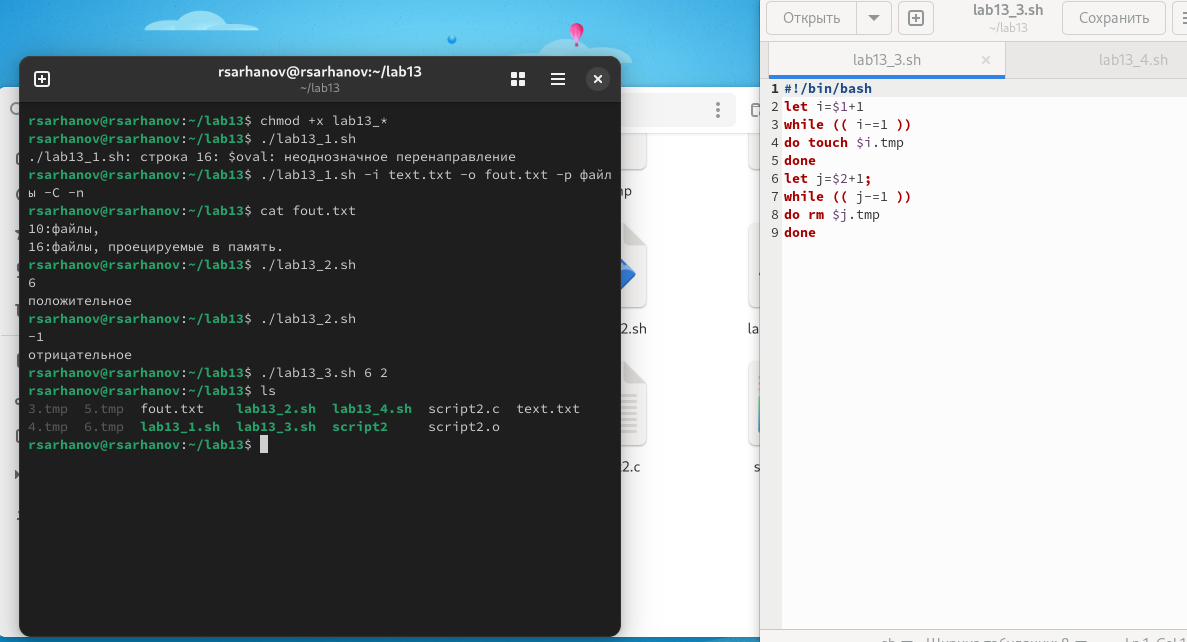 rsarhanov@rsarhanov:~/lab13
~/lab13
rsarhanov@rsarhanov:~/lab13$ chmod +x lab13_*
rsarhanov@rsarhanov:~/lab13$ ./lab13_1.sh
./lab13_1.sh: строка 16: $oval: неоднозначное перенаправление
rsarhanov@rsarhanov:~/lab13$ ./lab13_1.sh -i text.txt -o fout.txt -p файл
ы -C -n
rsarhanov@rsarhanov:~/lab13$ cat fout.txt
10:файлы,
16:файлы, проецируемые в память.
rsarhanov@rsarhanov:~/lab13$ ./lab13_2.sh
6
положительное
rsarhanov@rsarhanov:~/lab13$ ./lab13_2.sh
-1
отрицательное
rsarhanov@rsarhanov:~/lab13$ ./lab13_3.sh 6 2
rsarhanov@rsarhanov:~/lab13$ ls
3.tmp 5.tmp fout.txt lab13_2.sh lab13_4.sh script2.c text.txt
4.tmp 6.tmp lab13_1.sh lab13_3.sh script2 script2.o
rsarhanov@rsarhanov:~/lab13$
2.sh
la
2.c
s
Открыть
lab13_3.sh
~/lab13
Сохранить
lab13_3.sh
lab13_4.sh
1 #!/bin/bash
2 let i=$1+1
3 while (( i-=1 ))
4 do touch $i.tmp
5 done
6 let j=$2+1;
7 while (( j-=1 ))
8 do rm $j.tmp
9 done